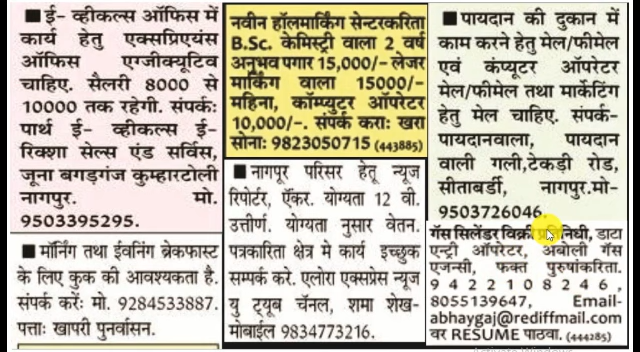 ■ ई- व्हीकल्स ऑफिस में
कार्य हेतु एक्सप्रिएंस
ऑफिस एग्जीक्यूटिव
चाहिए. सैलरी 8000 से
10000 तक रहेगी. संपर्कः
पार्थ ई- व्हीकल्स ई-
रिक्शा सेल्स एंड सर्विस,
जूना बगड़गंज कुम्हारटोली
नागपुर. मो.
9503395295.
■ मॉर्निंग तथा ईवनिंग ब्रेकफास्ट
के लिए कुक की आवश्यकता है.
संपर्क करें: मो. 9284533887.
पत्ताः खापरी पुनर्वासन.
नवीन हॉलमार्किंग सेन्टरकरिता
B.Sc. केमिस्ट्री वाला 2 वर्ष
अनुभव पगार 15,000/- लेजर
मार्किंग वाला 15000/-
महिना, कॉम्प्युटर ऑपरेटर
10,000/-. संपर्क कराः खरा
सोनाः 9823050715 (443885)
■ नागपूर परिसर हेतू न्यूज
रिपोर्टर, ऍंकर. योग्यता 12 वी.
उत्तीर्ण. योग्यता नुसार वेतन.
पत्रकारिता क्षेत्र मे कार्य इच्छुक
सम्पर्क करे. एलोरा एक्सप्रेस न्यूज
यु ट्यूब चॅनल, शमा शेख-
मोबाईल 9834773216.
■ पायदान की दुकान में
काम करने हेतु मेल/फीमेल
एवं कंप्यूटर ऑपरेटर
मेल/फीमेल तथा मार्केटिंग
हेतु मेल चाहिए. संपर्क-
पायदानवाला, पायदान
वाली गली,टेकड़ी रोड,
सीताबर्डी, नागपुर.मो-
9503726046.
गॅस सिलेंडर विक्री प्रतिनिधी, डाटा
एन्ट्री ऑपरेटर, अंबोली गॅस
एजन्सी, फक्त पुरुषांकरिता.
9422108246,
8055139647, Email-
abhaygaj@rediffmail.com
वर RESUME पाठवा. (444285)